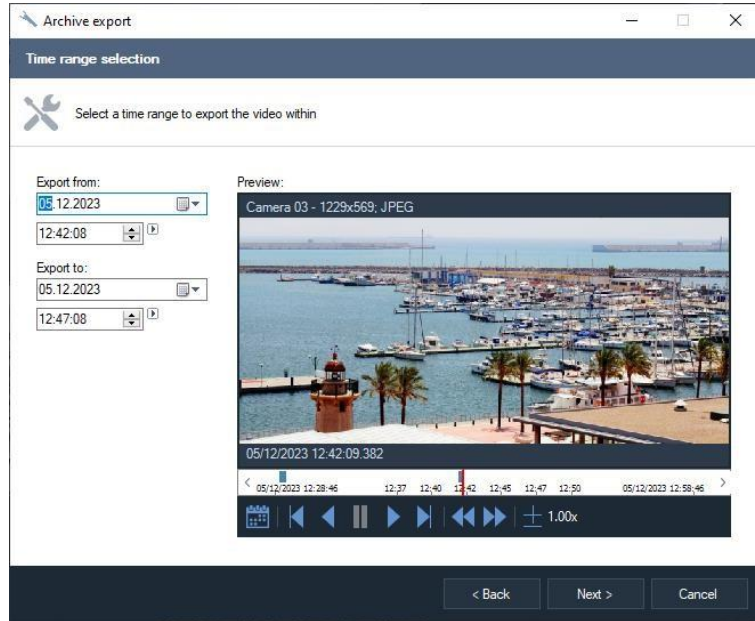 Archive export
Time range selection
Select a time range to export the video within
Export from:
05.12.2023
12:42:08
Export to:
05.12.2023
12:47:08
Preview:
Camera 03 - 1229x569; JPEG
05/12/2023 12:42:09.382
05/12/2023 12:28:46 12:37 12:40 12:42 12:45 12:47 12:50 05/12/2023 12:58:46
1.00x
< Back Next > Cancel